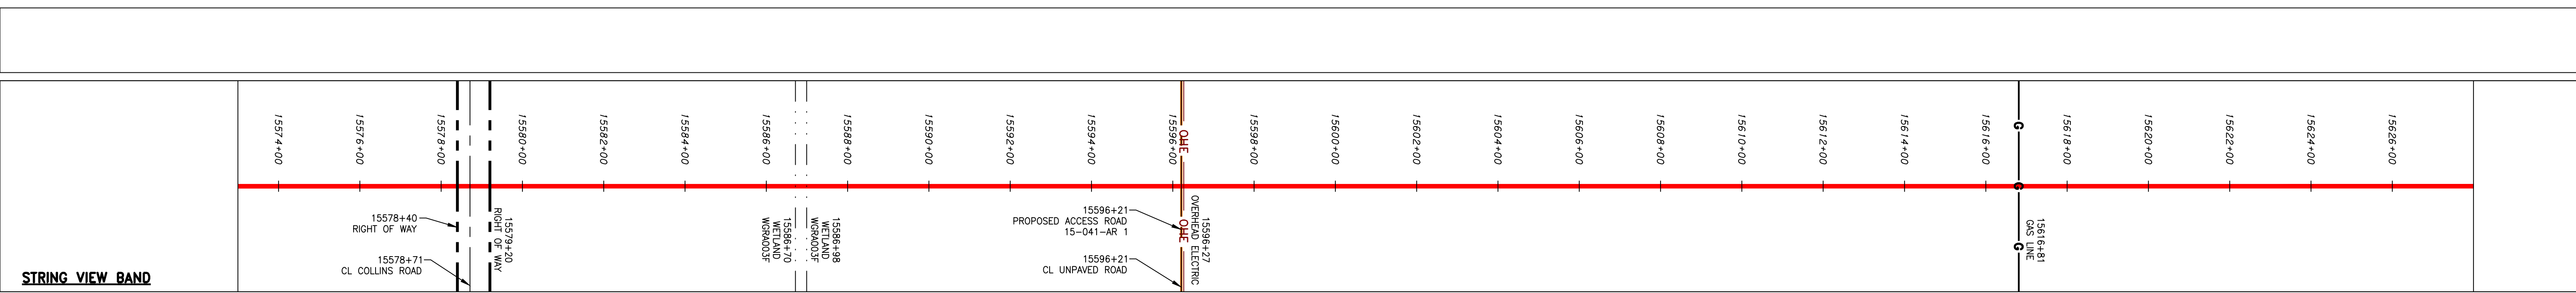 15574+00
15576+00
15578+00
15580+00
15582+00
15584+00
15586+00
15588+00
15590+00
15592+00
15594+00
15596+00
15598+00
15600+00
15602+00
15604+00
15606+00
15608+00
15610+00
15612+00
15614+00
15616+00
15618+00
15620+00
15622+00
15624+00
15626+00
OHE
G
G
15578+40
RIGHT OF WAY
15578+71
CL COLLINS ROAD
15579+20
RIGHT OF WAY
15586+70
WETLAND
WGRA003F
15586+98
WETLAND
WGRA003F
15596+21
PROPOSED ACCESS ROAD
15-041-AR 1
15596+21
CL UNPAVED ROAD
OHE
15596+27
OVERHEAD ELECTRIC
G
15616+81
GAS LINE
STRING VIEW BAND